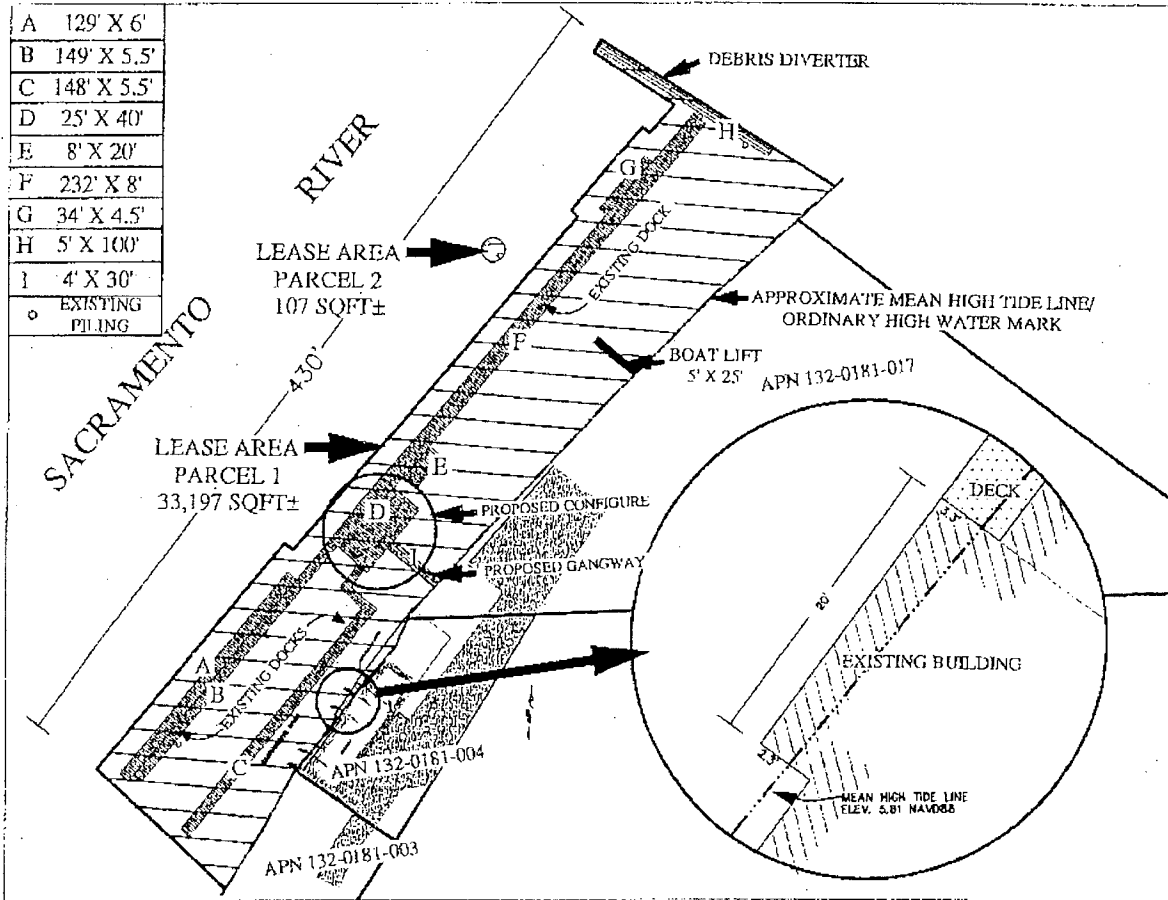 A 129' X 6'
B 149' X 5.5'
C 148' X 5.5'
D 25' X 40'
E 8' X 20'
F 232' X 8'
G 34' X 4.5'
H 5' X 100'
I 4' X 30'
EXISTING
PILING
DEBRIS DIVERTER
H
G
RIVER
SACRAMENTO
430'
LEASE AREA
PARCEL 2
107 SQFT±
EXISTING DOCK
APPROXIMATE MEAN HIGH TIDE LINE/
ORDINARY HIGH WATER MARK
F
BOAT LIFT
5' X 25'
APN 132-0181-017
LEASE AREA
PARCEL 1
33,197 SQFT±
E
D
PROPOSED CONFIGURE
I
PROPOSED GANGWAY
A
B
EXISTING DOCKS
C
APN 132-0181-004
APN 132-0181-003
DECK
3.3'
20'
EXISTING BUILDING
2.3'
MEAN HIGH TIDE LINE
ELEV. 5.81 NAVD88